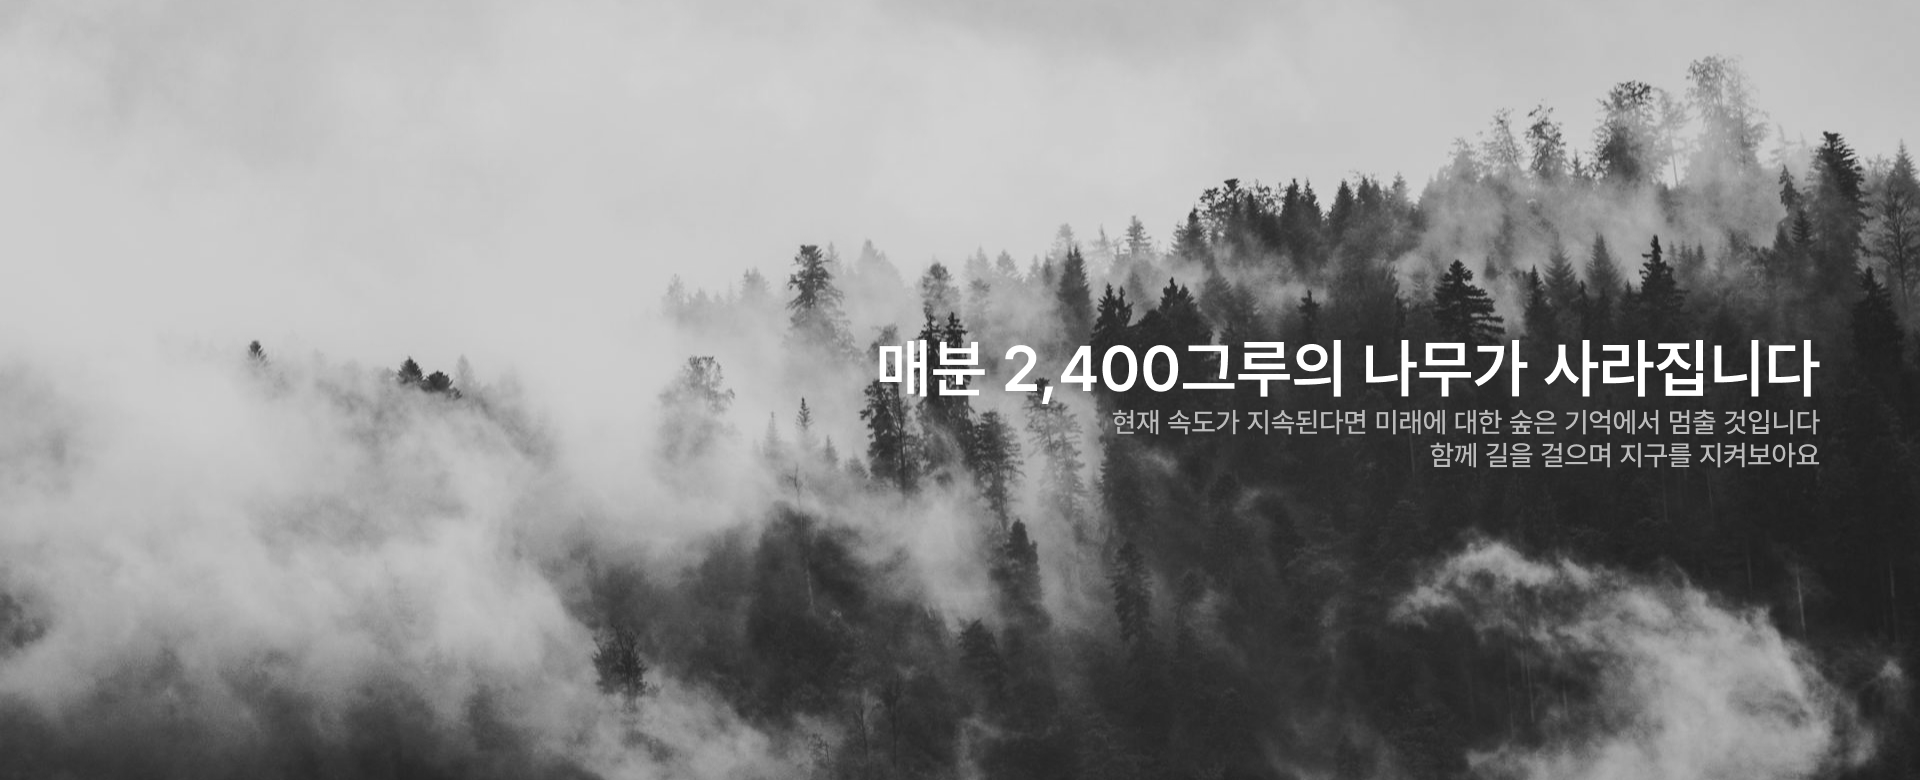 매분 2,400그루의 나무가 사라집니다
현재 속도가 지속된다면 미래에 대한 숲은 기억에서 멈출 것입니다
함께 길을 걸으며 지구를 지켜보아요